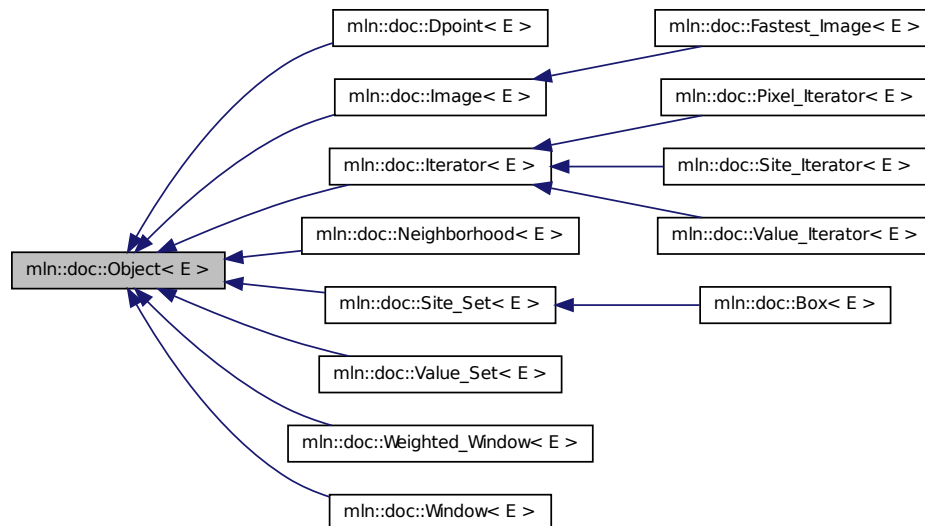 mln::doc::Dpoint< E >
mln::doc::Fastest_Image< E >
mln::doc::Image< E >
mln::doc::Pixel_Iterator< E >
mln::doc::Iterator< E >
mln::doc::Site_Iterator< E >
mln::doc::Neighborhood< E >
mln::doc::Value_Iterator< E >
mln::doc::Object< E >
mln::doc::Site_Set< E >
mln::doc::Box< E >
mln::doc::Value_Set< E >
mln::doc::Weighted_Window< E >
mln::doc::Window< E >